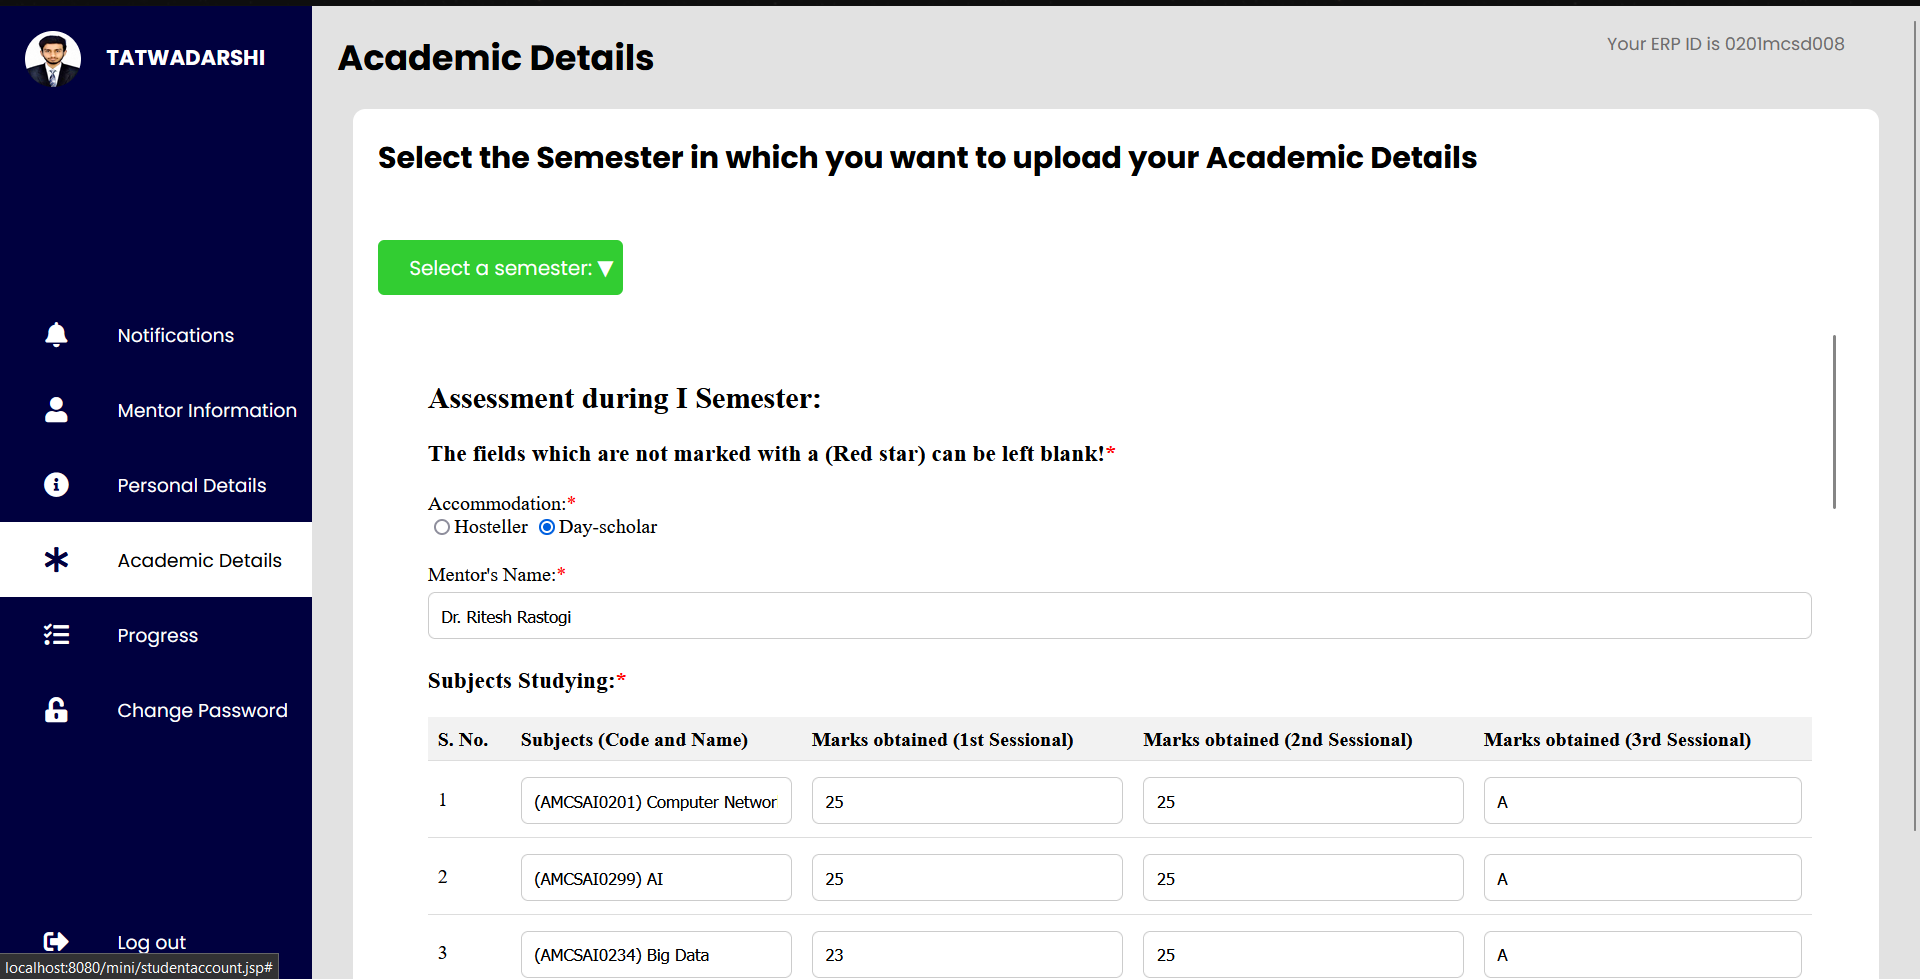 TATWADARSHI
Notifications
Mentor Information
Personal Details
Academic Details
Progress
Change Password
Log out
localhost:8080/mini/studentaccount.jsp#
Academic Details
Your ERP ID is 0201mcsd008
Select the Semester in which you want to upload your Academic Details
Select a semester: ▼
Assessment during I Semester:
The fields which are not marked with a (Red star) can be left blank!*
Accommodation:*
Hosteller Day-scholar
Mentor's Name:*
Dr. Ritesh Rastogi
Subjects Studying:*
S. No. Subjects (Code and Name) Marks obtained (1st Sessional) Marks obtained (2nd Sessional) Marks obtained (3rd Sessional)
1 (AMCSAI0201) Computer Networ 25 25 A
2 (AMCSAI0299) AI 25 25 A
3 (AMCSAI0234) Big Data 23 25 A